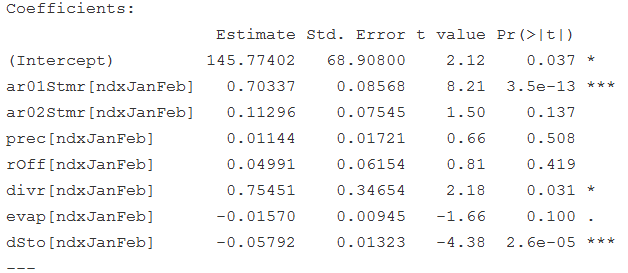 Coefficients:
Estimate Std. Error t value Pr(>|t|)
(Intercept) 145.77402 68.90800 2.12 0.037 *
ar01Stmr[ndxJanFeb] 0.70337 0.08568 8.21 3.5e-13 ***
ar02Stmr[ndxJanFeb] 0.11296 0.07545 1.50 0.137
prec[ndxJanFeb] 0.01144 0.01721 0.66 0.508
rOff[ndxJanFeb] 0.04991 0.06154 0.81 0.419
divr[ndxJanFeb] 0.75451 0.34654 2.18 0.031 *
evap[ndxJanFeb] -0.01570 0.00945 -1.66 0.100 .
dSto[ndxJanFeb] -0.05792 0.01323 -4.38 2.6e-05 ***
---